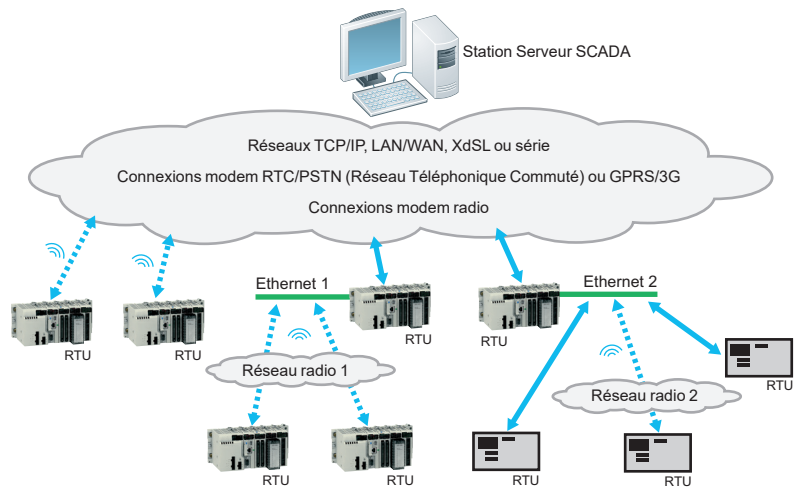 Station Serveur SCADA
Réseaux TCP/IP, LAN/WAN, XdSL ou série
Connexions modem RTC/PSTN (Réseau Téléphonique Commuté) ou GPRS/3G
Connexions modem radio
Ethernet 1
Ethernet 2
RTU
RTU
RTU
RTU
RTU
Réseau radio 1
Réseau radio 2
RTU
RTU
RTU
RTU